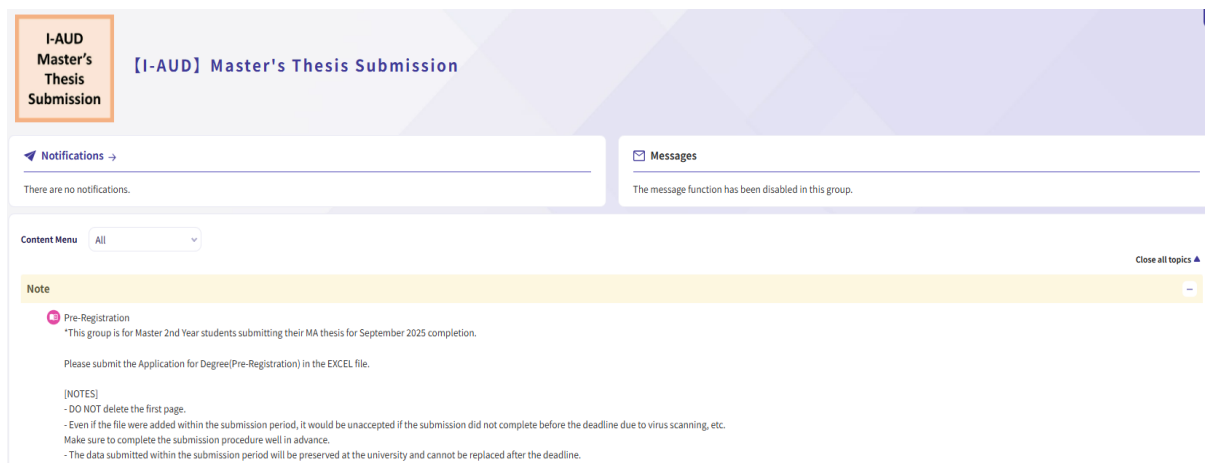 I-AUD
Master's
Thesis
Submission
【I-AUD】Master's Thesis Submission
Notifications →
There are no notifications.
Messages
The message function has been disabled in this group.
Content Menu
All
Close all topics ▲
Note
Pre-Registration
*This group is for Master 2nd Year students submitting their MA thesis for September 2025 completion.
Please submit the Application for Degree(Pre-Registration) in the EXCEL file.
[NOTES]
- DO NOT delete the first page.
- Even if the file were added within the submission period, it would be unaccepted if the submission did not complete before the deadline due to virus scanning, etc.
Make sure to complete the submission procedure well in advance.
- The data submitted within the submission period will be preserved at the university and cannot be replaced after the deadline.